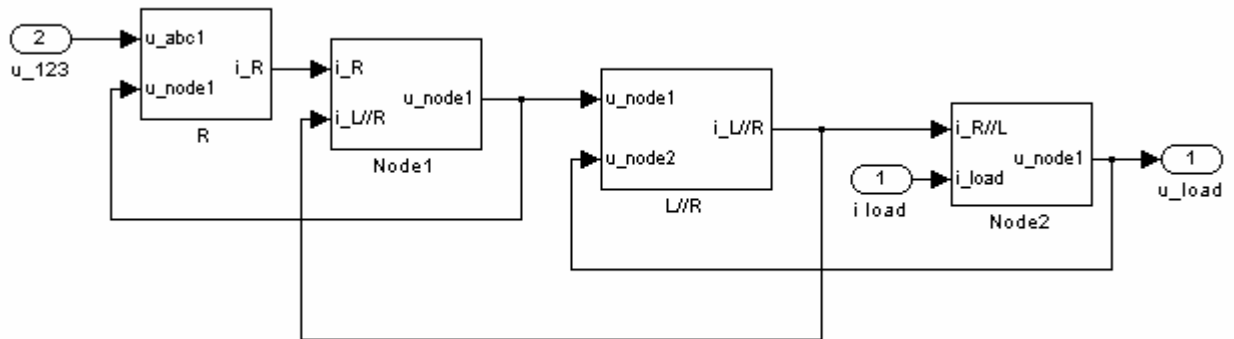 2
u_123
u_abc1
u_node1
i_R
R
i_R
i_L//R
u_node1
Node1
u_node1
u_node2
i_L//R
L//R
1
i load
i_R//L
i_load
u_node1
Node2
1
u_load